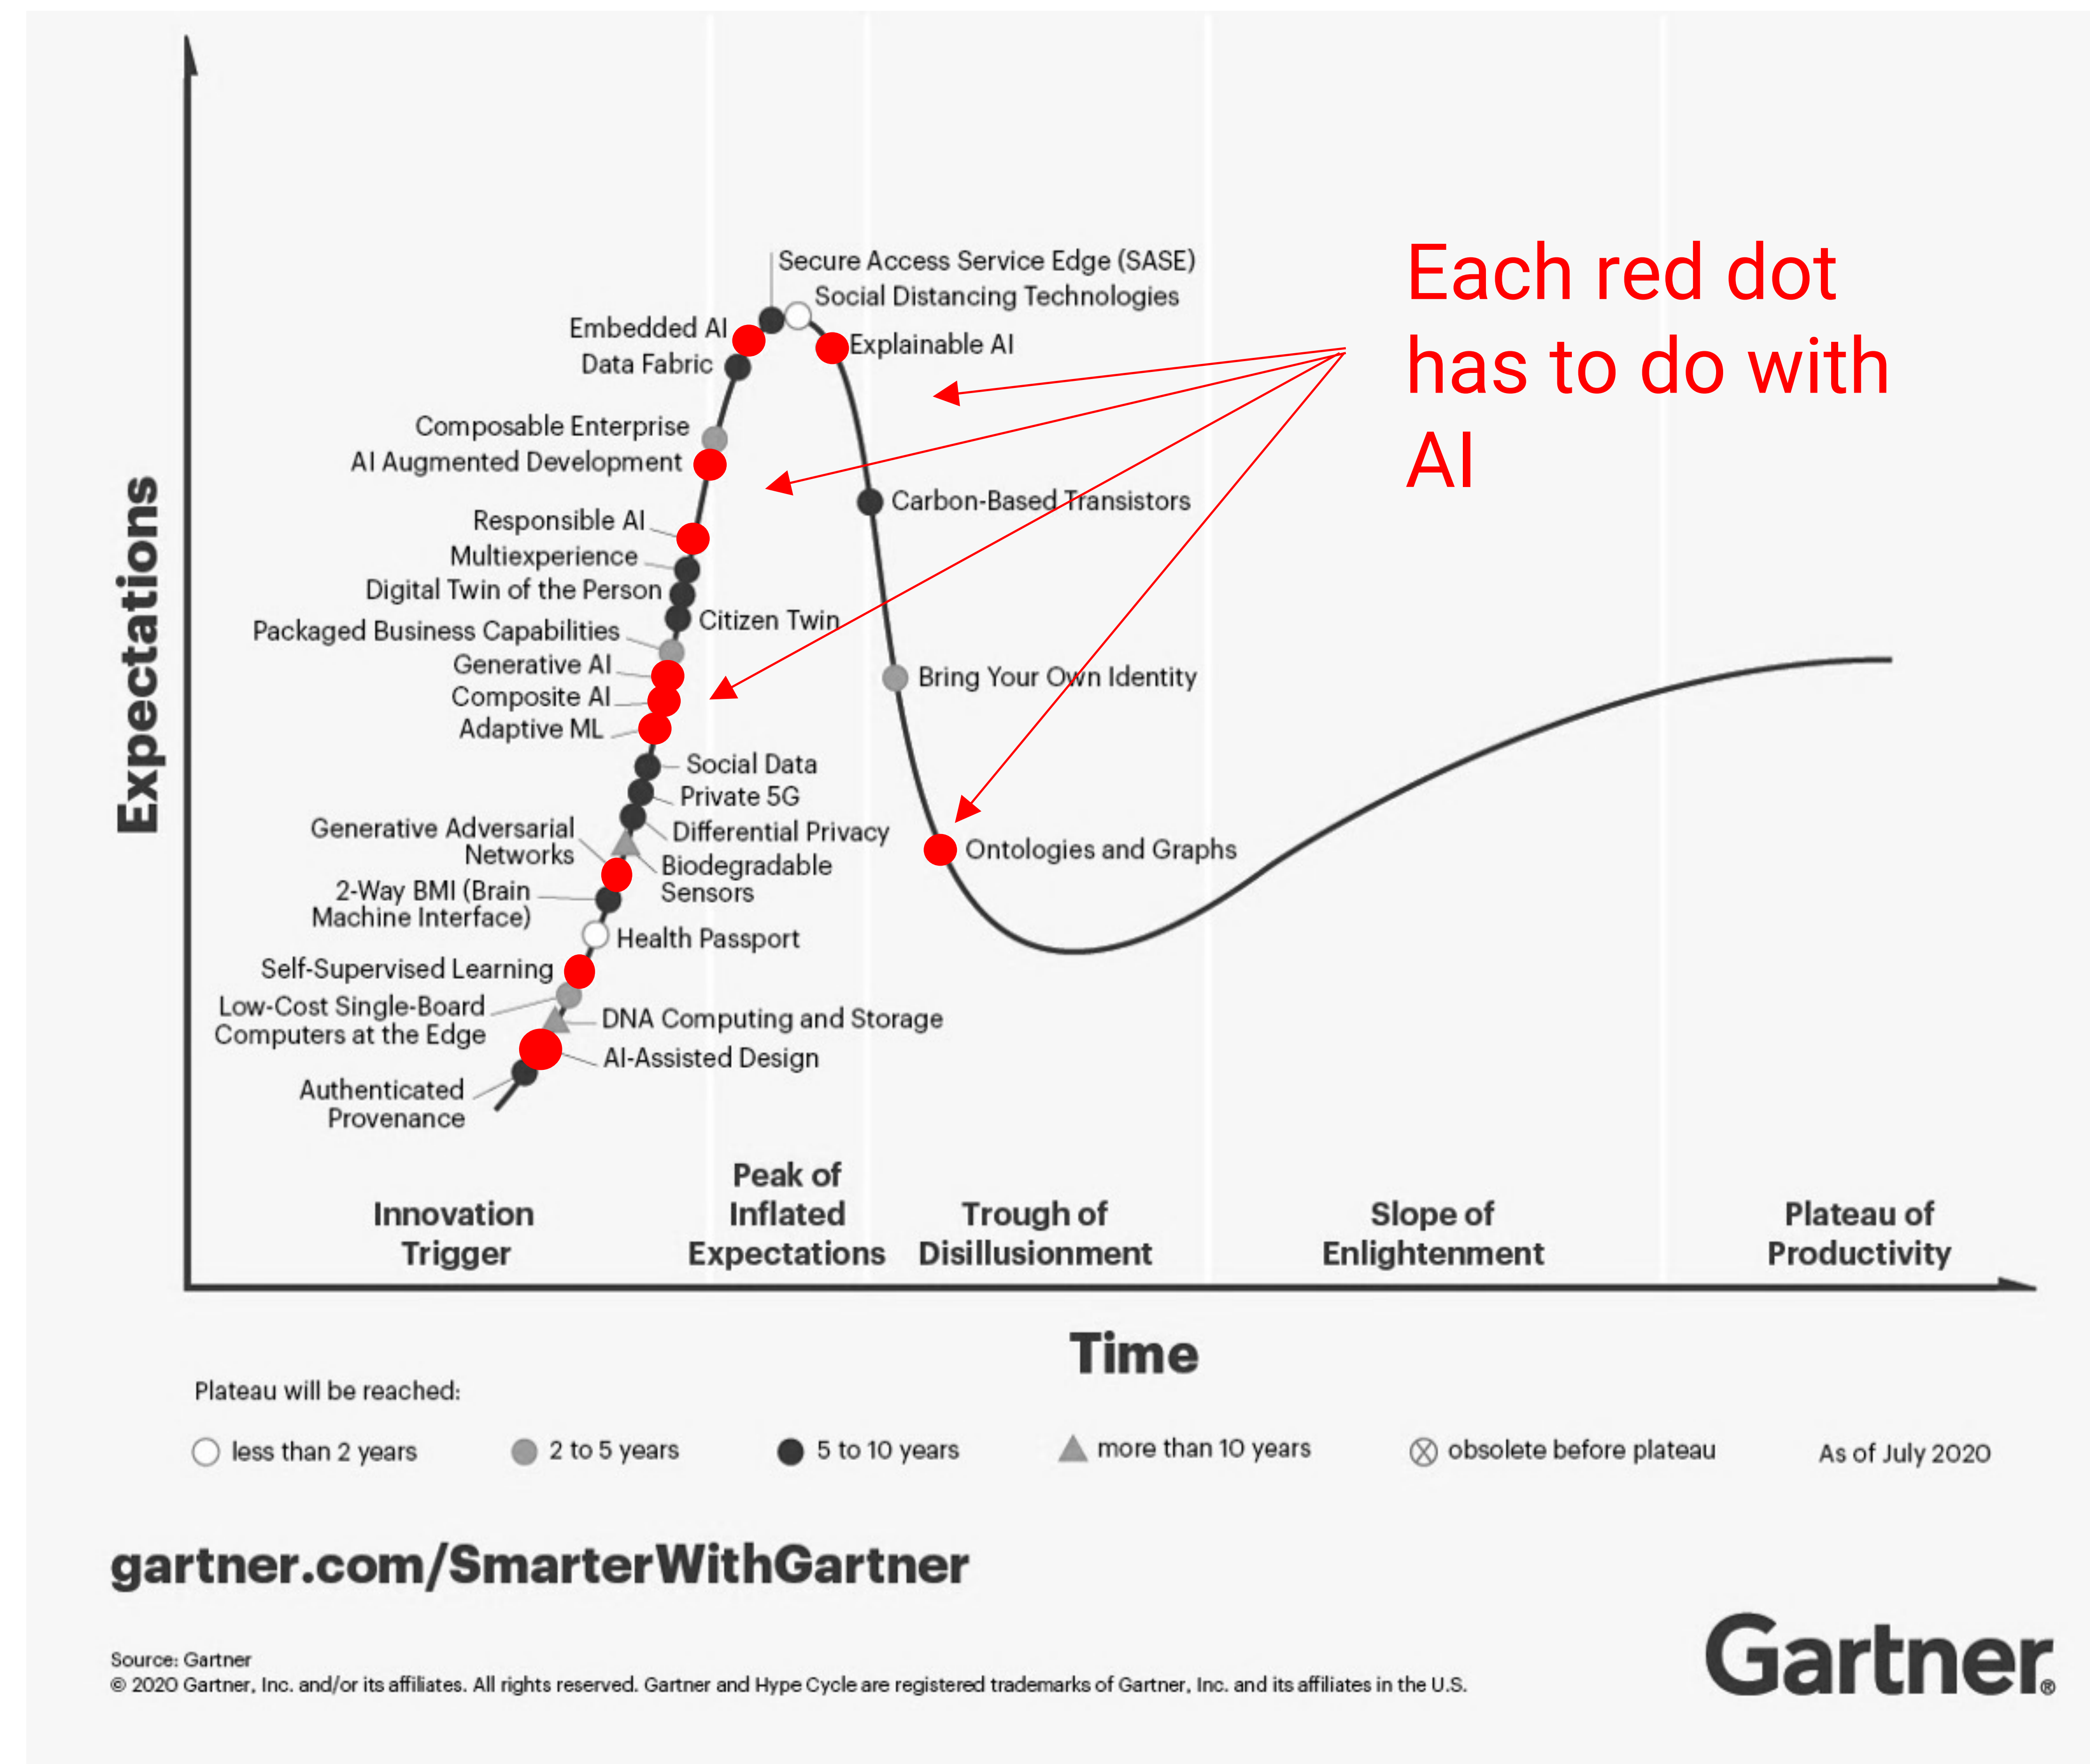 Secure Access Service Edge (SASE)
Social Distancing Technologies
Embedded AI
Explainable AI
Data Fabric
Composable Enterprise
AI Augmented Development
Responsible AI
Carbon-Based Transistors
Multiexperience
Digital Twin of the Person
Citizen Twin
Packaged Business Capabilities
Generative AI
Bring Your Own Identity
Composite AI
Adaptive ML
Social Data
Private 5G
Differential Privacy
Generative Adversarial
Networks
Biodegradable
Sensors
Ontologies and Graphs
2-Way BMI (Brain
Machine Interface)
Health Passport
Self-Supervised Learning
Low-Cost Single-Board
Computers at the Edge
DNA Computing and Storage
AI-Assisted Design
Authenticated
Provenance
Each red dot
has to do with
AI
Expectations
Innovation
Trigger
Peak of
Inflated
Expectations
Trough of
Disillusionment
Slope of
Enlightenment
Plateau of
Productivity
Time
Plateau will be reached:
less than 2 years
2 to 5 years
5 to 10 years
more than 10 years
obsolete before plateau
As of July 2020
gartner.com/SmarterWithGartner
Source: Gartner
© 2020 Gartner, Inc. and/or its affiliates. All rights reserved. Gartner and Hype Cycle are registered trademarks of Gartner, Inc. and its affiliates in the U.S.
Gartner®